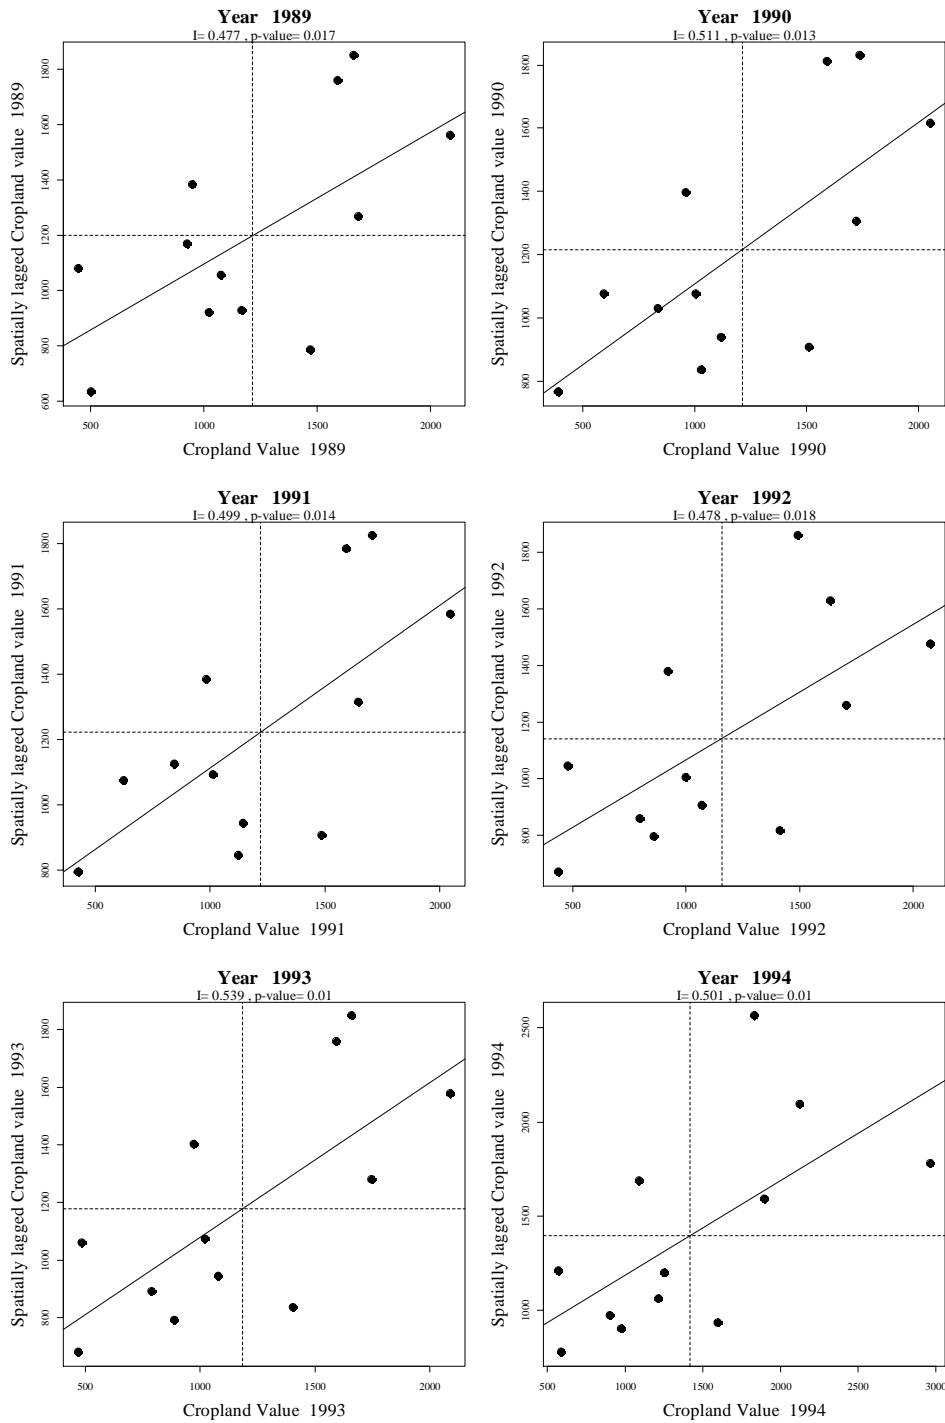 Year 1989
I= 0.477 , p-value= 0.017
Spatially lagged Cropland value 1989
600 800 1000 1200 1400 1600 1800
500 1000 1500 2000
Cropland Value 1989
Year 1990
I= 0.511 , p-value= 0.013
Spatially lagged Cropland value 1990
800 1000 1200 1400 1600 1800
500 1000 1500 2000
Cropland Value 1990
Year 1991
I= 0.499 , p-value= 0.014
Spatially lagged Cropland value 1991
800 1000 1200 1400 1600 1800
500 1000 1500 2000
Cropland Value 1991
Year 1992
I= 0.478 , p-value= 0.018
Spatially lagged Cropland value 1992
800 1000 1200 1400 1600 1800
500 1000 1500 2000
Cropland Value 1992
Year 1993
I= 0.539 , p-value= 0.01
Spatially lagged Cropland value 1993
800 1000 1200 1400 1600 1800
500 1000 1500 2000
Cropland Value 1993
Year 1994
I= 0.501 , p-value= 0.01
Spatially lagged Cropland value 1994
1000 1500 2000 2500
500 1000 1500 2000 2500 3000
Cropland Value 1994